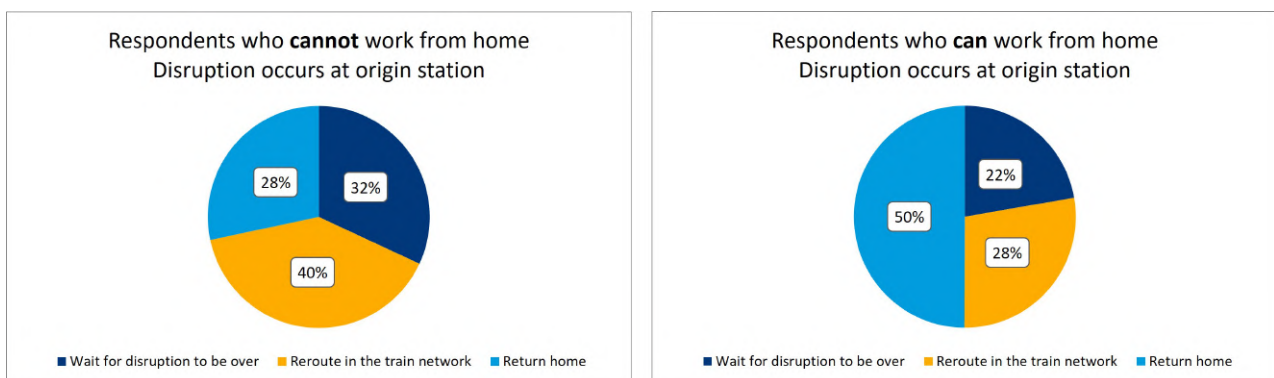 Respondents who cannot work from home
Disruption occurs at origin station
28%
32%
40%
Wait for disruption to be over Reroute in the train network Return home
Respondents who can work from home
Disruption occurs at origin station
22%
50%
28%
Wait for disruption to be over Reroute in the train network Return home